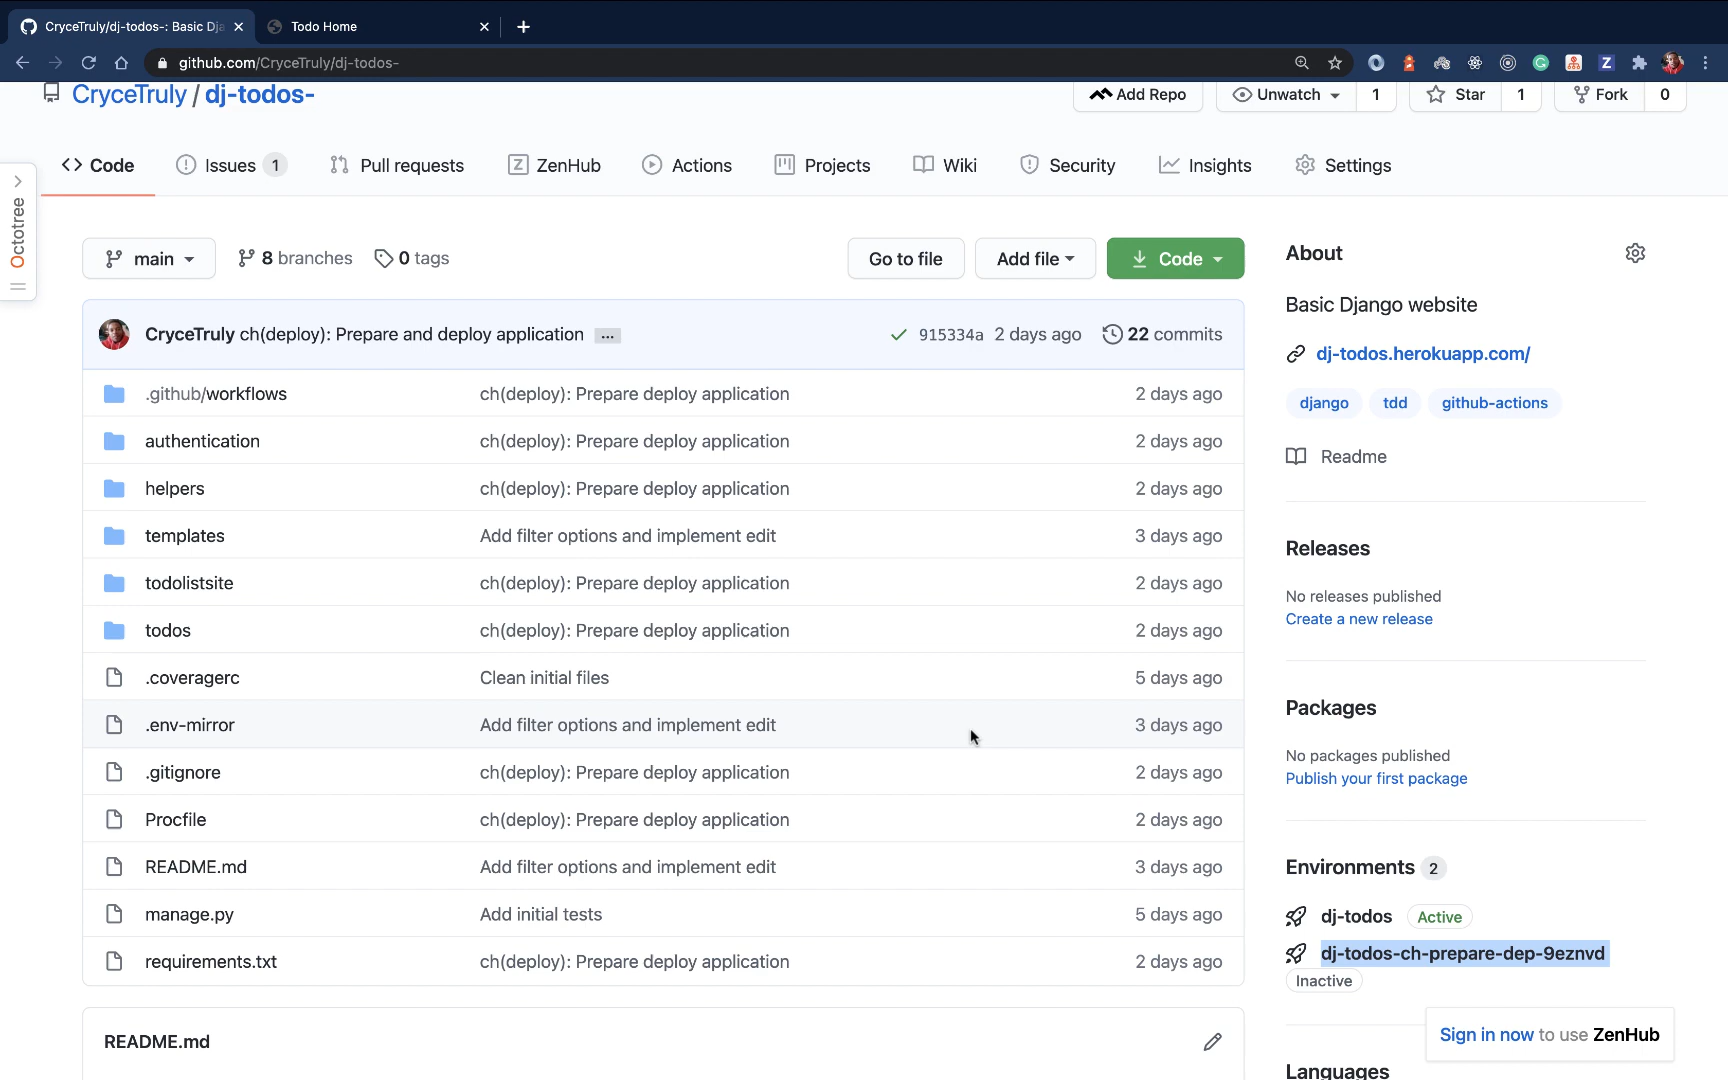 CryceTruly/dj-todos-: Basic Dja
Todo Home
github.com/CryceTruly/dj-todos-
CryceTruly / dj-todos-
Add Repo
Unwatch 1
Star 1
Fork 0
Code
Issues 1
Pull requests
ZenHub
Actions
Projects
Wiki
Security
Insights
Settings
Octotree
main
8 branches
0 tags
Go to file
Add file
Code
CryceTruly ch(deploy): Prepare and deploy application ...
915334a 2 days ago
22 commits
.github/workflows ch(deploy): Prepare deploy application 2 days ago
authentication ch(deploy): Prepare deploy application 2 days ago
helpers ch(deploy): Prepare deploy application 2 days ago
templates Add filter options and implement edit 3 days ago
todolistsite ch(deploy): Prepare deploy application 2 days ago
todos ch(deploy): Prepare deploy application 2 days ago
.coveragerc Clean initial files 5 days ago
.env-mirror Add filter options and implement edit 3 days ago
.gitignore ch(deploy): Prepare deploy application 2 days ago
Procfile ch(deploy): Prepare deploy application 2 days ago
README.md Add filter options and implement edit 3 days ago
manage.py Add initial tests 5 days ago
requirements.txt ch(deploy): Prepare deploy application 2 days ago
README.md
About
Basic Django website
dj-todos.herokuapp.com/
django tdd github-actions
Readme
Releases
No releases published
Create a new release
Packages
No packages published
Publish your first package
Environments 2
dj-todos Active
dj-todos-ch-prepare-dep-9eznvd
Inactive
Sign in now to use ZenHub
Languages